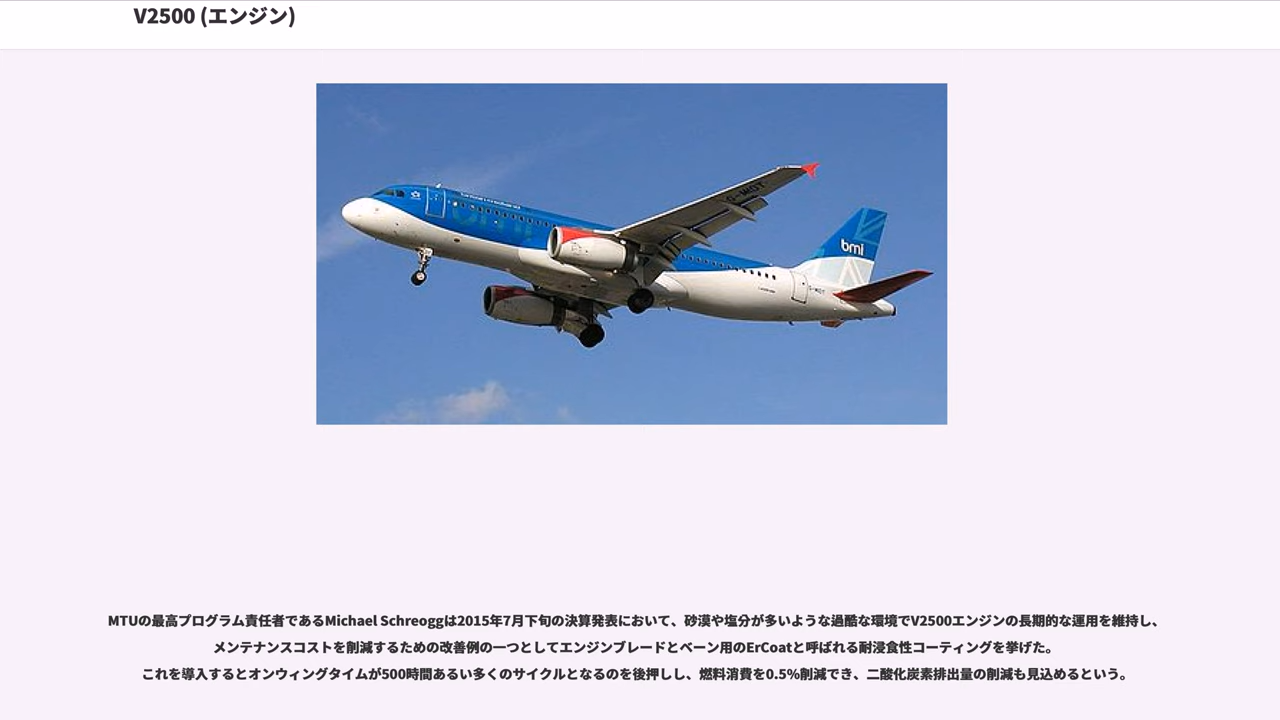 V2500 (エンジン)
G-MIDT
bmi
MTUの最高プログラム責任者であるMichael Schreoggは2015年7月下旬の決算発表において、砂漠や塩分が多いような過酷な環境でV2500エンジンの長期的な運用を維持し、
メンテナンスコストを削減するための改善例の一つとしてエンジンブレードとベーン用のErCoatと呼ばれる耐浸食性コーティングを挙げた。
これを導入するとオンウィングタイムが500時間あるい多くのサイクルとなるのを後押しし、燃料消費を0.5%削減でき、二酸化炭素排出量の削減も見込めるという。